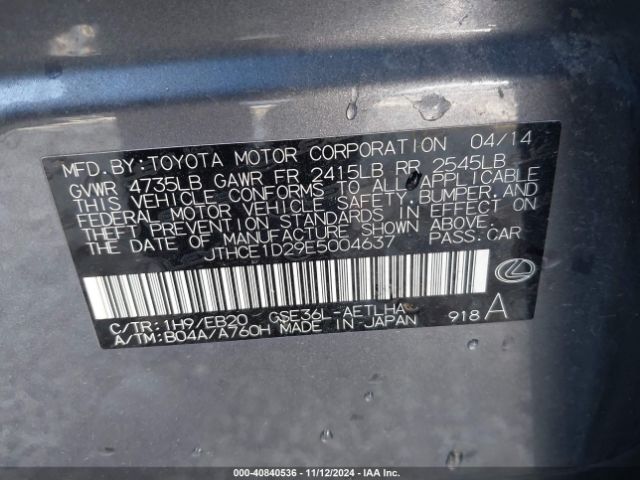 MFD.BY:TOYOTA MOTOR CORPORATION 04/14
GVWR 4735LB GAWR FR 2415LB RR 2545LB
THIS VEHICLE CONFORMS TO ALL APPLICABLE
FEDERAL MOTOR VEHICLE SAFETY,BUMPER,AND
THEFT PREVENTION STANDARDS IN EFFECT ON
THE DATE OF MANUFACTURE SHOWN ABOVE.
JTHCE1D29E5004637 PASS.CAR
C/TR:1H9/EB20 GSE36L-AETLHA
A/TM:B04A/A760H MADE IN JAPAN 918 A
000-40840536 - 11/12/2024 - IAA Inc.